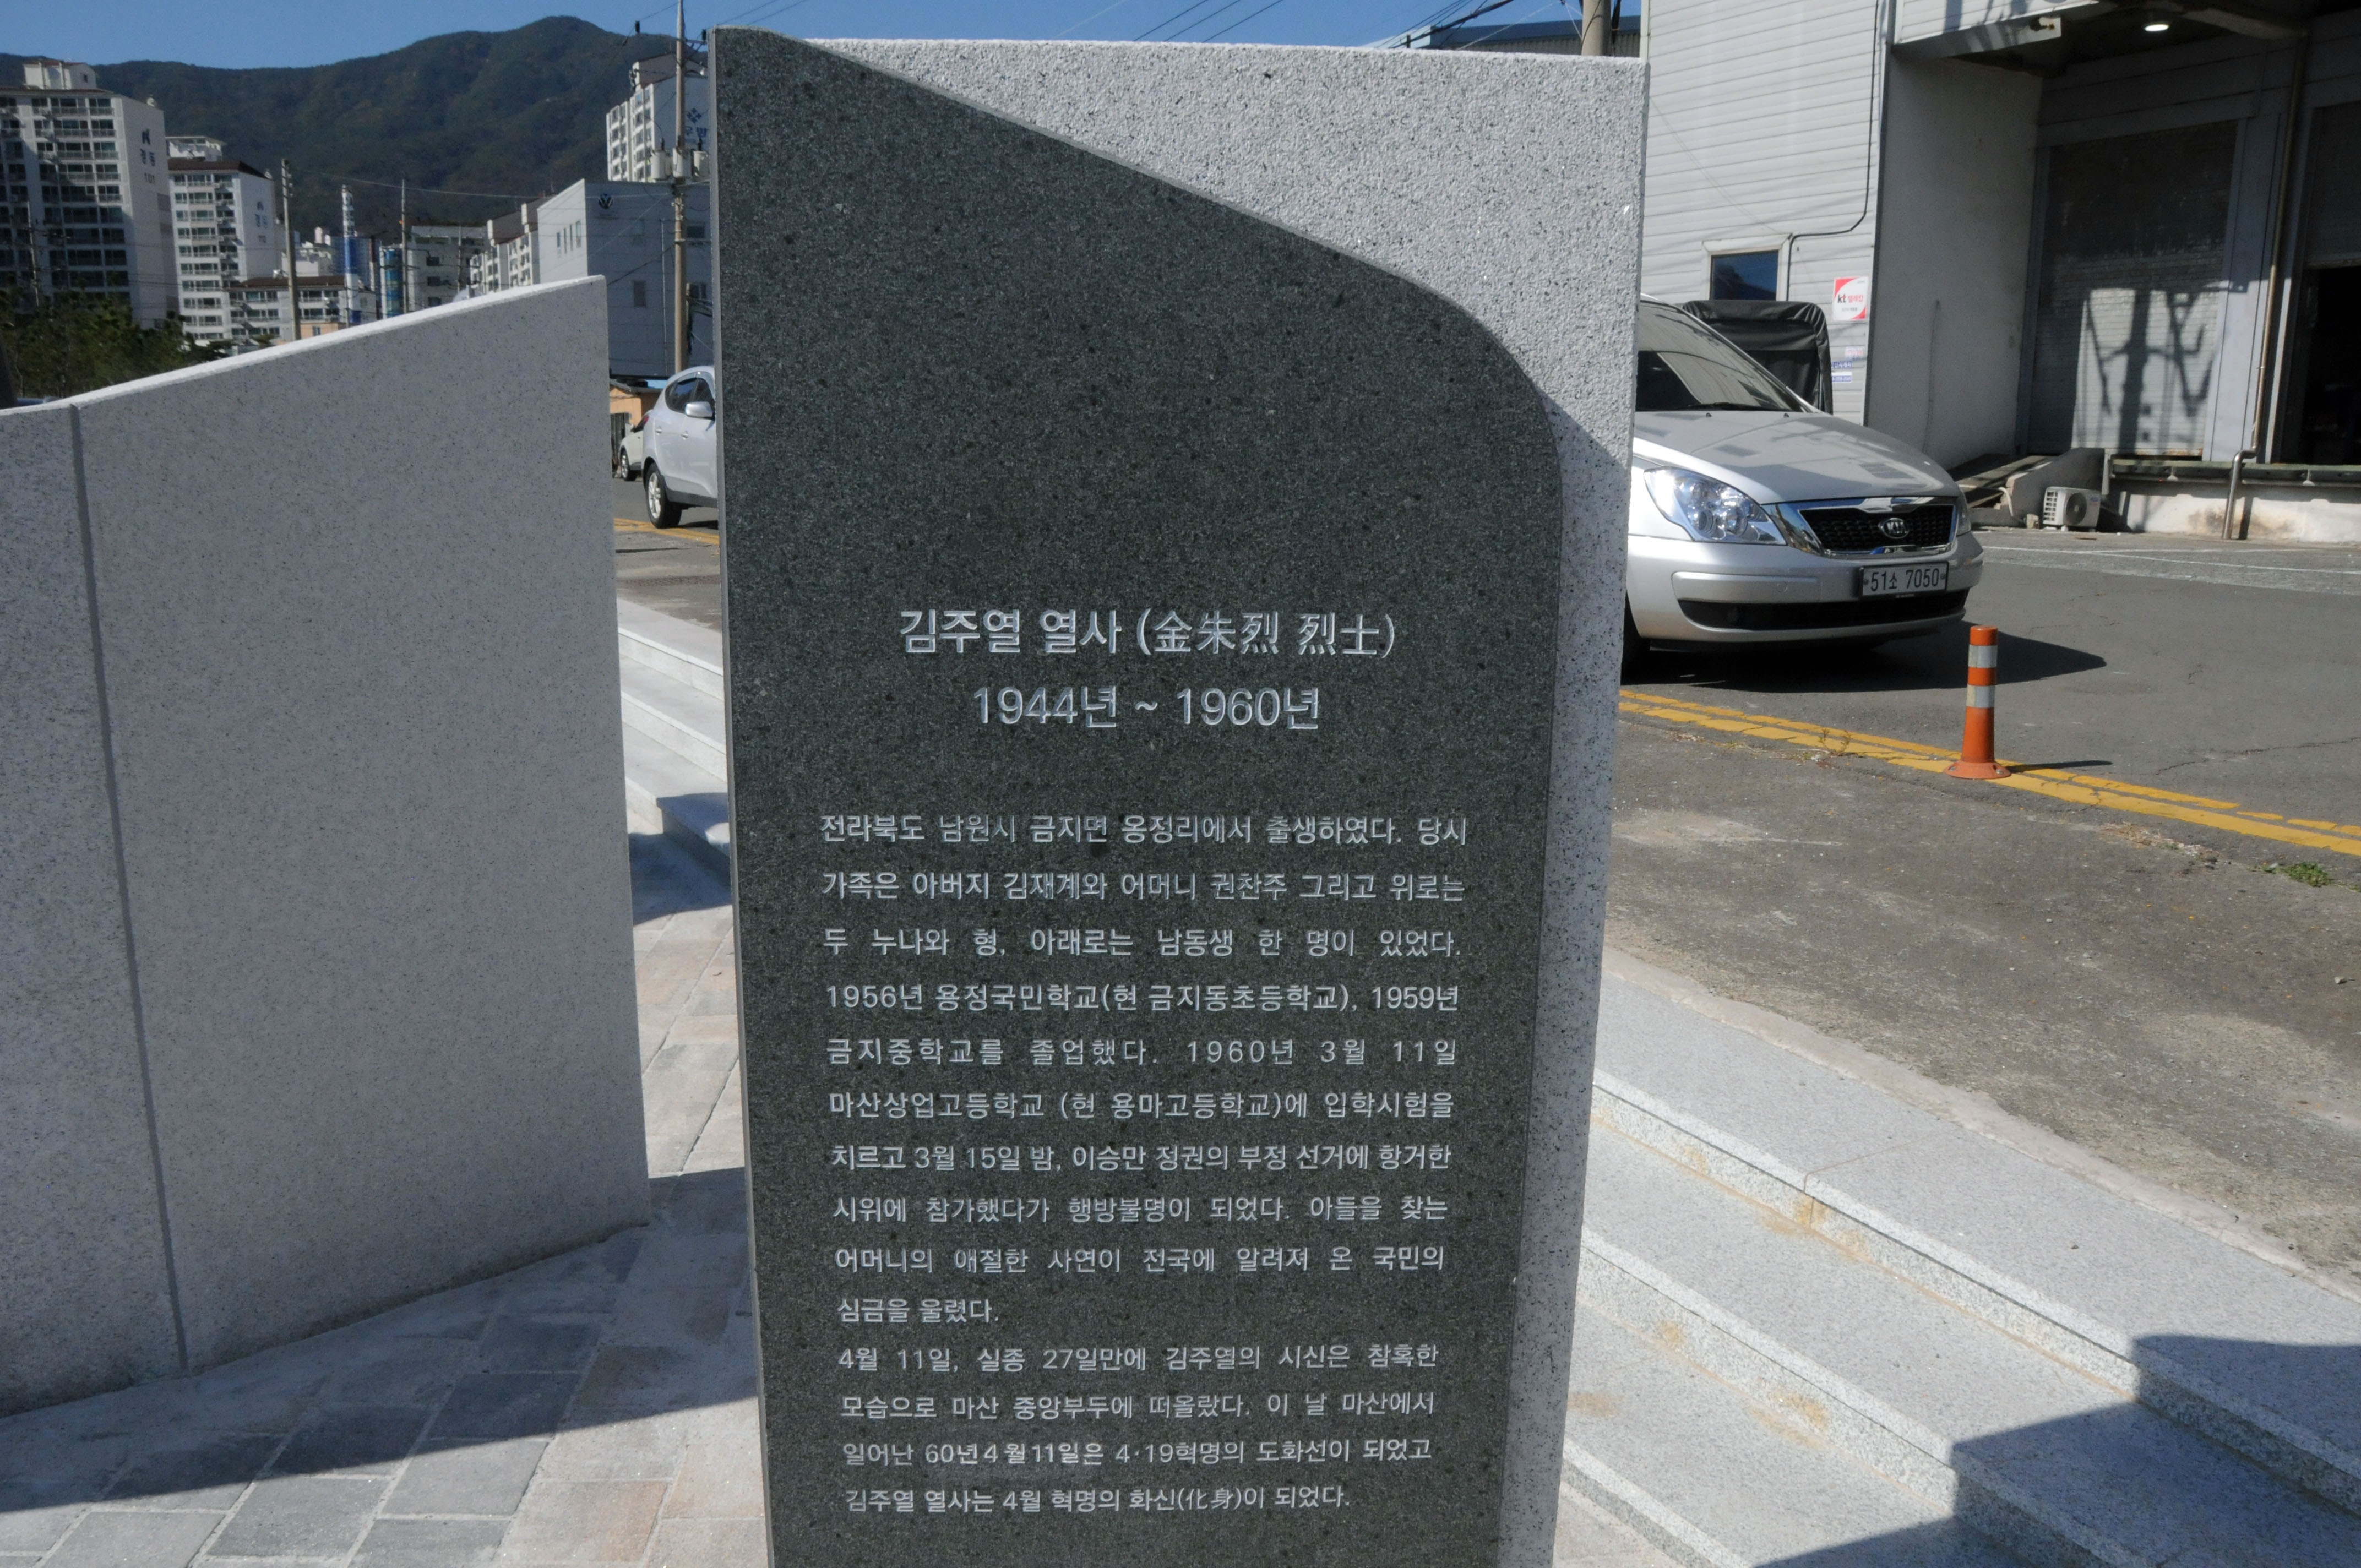 김주열 열사 (金朱烈 烈士)
1944년 ~ 1960년
전라북도 남원시 금지면 옹정리에서 출생하였다. 당시
가족은 아버지 김재계와 어머니 권찬주 그리고 위로는
두 누나와 형, 아래로는 남동생 한 명이 있었다.
1956년 용정국민학교(현 금지동초등학교), 1959년
금지중학교를 졸업했다. 1960년 3월 11일
마산상업고등학교 (현 용마고등학교)에 입학시험을
치르고 3월 15일 밤, 이승만 정권의 부정 선거에 항거한
시위에 참가했다가 행방불명이 되었다. 아들을 찾는
어머니의 애절한 사연이 전국에 알려져 온 국민의
심금을 울렸다.
4월 11일, 실종 27일만에 김주열의 시신은 참혹한
모습으로 마산 중앙부두에 떠올랐다. 이 날 마산에서
일어난 60년4월11일은 4·19혁명의 도화선이 되었고
김주열 열사는 4월 혁명의 화신(化身)이 되었다.
51소 7050
KIA
kt
경동
101